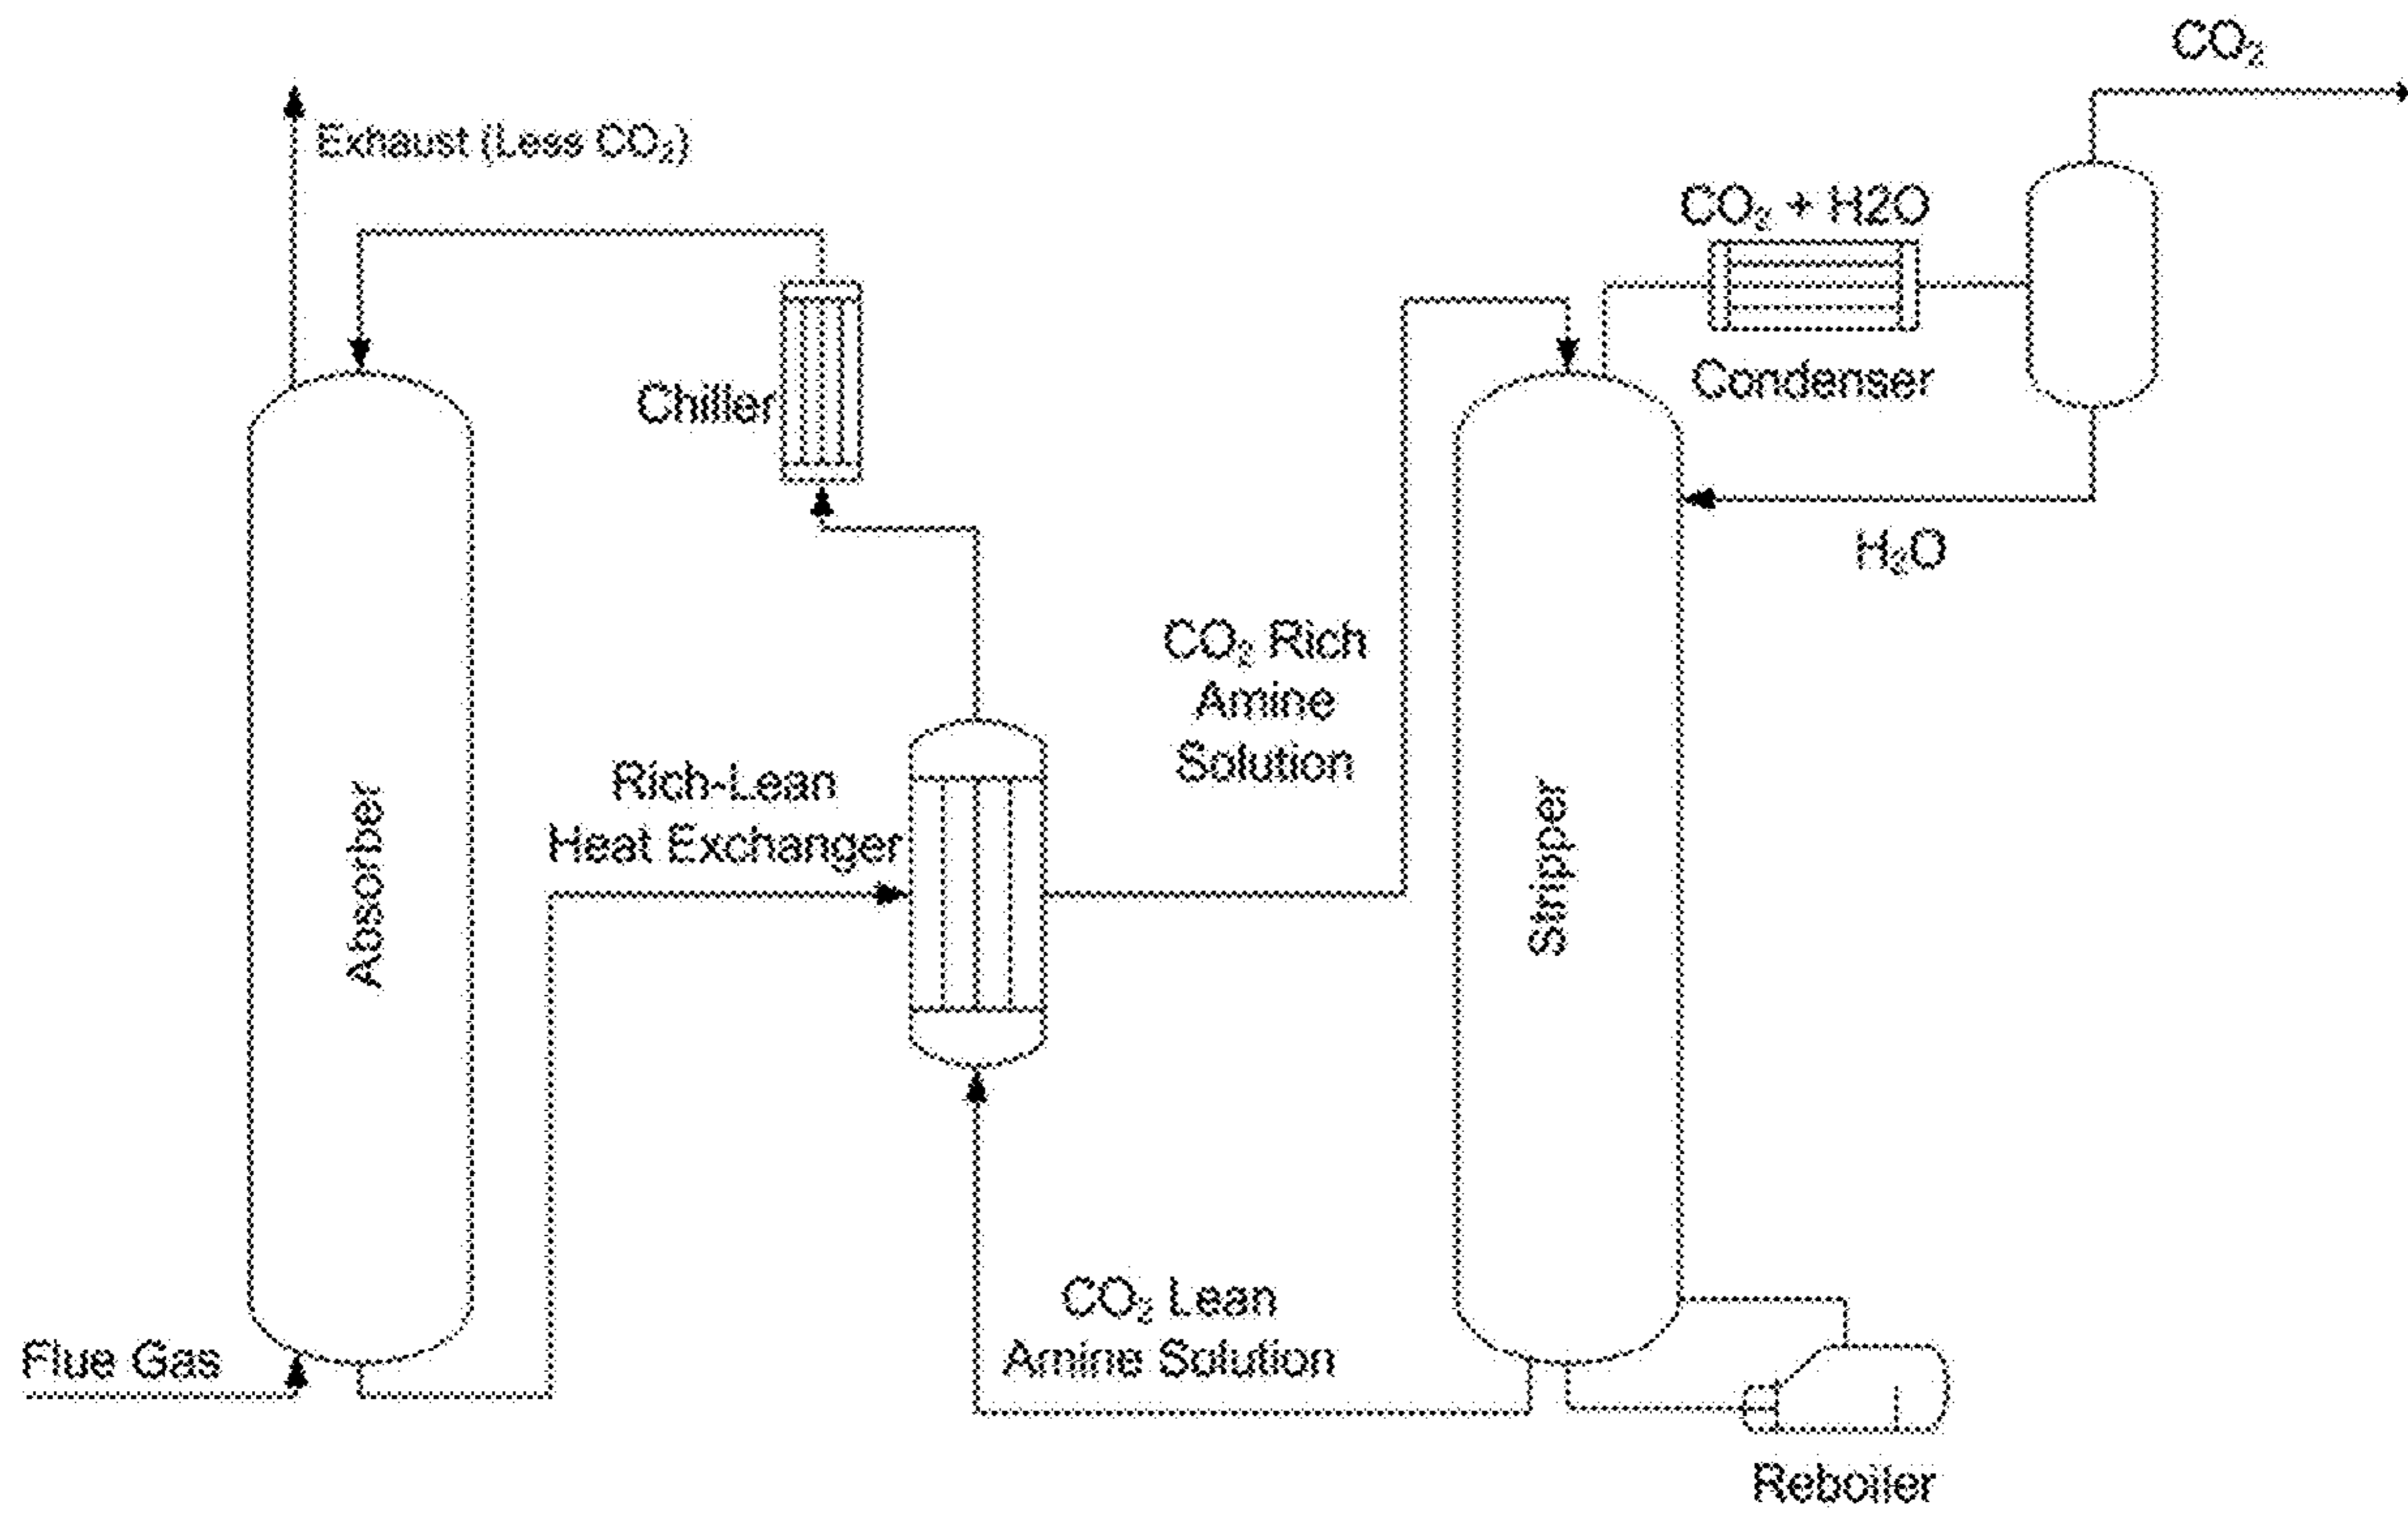 CO₂
Exhaust (Less CO₂)
CO₂ + H2O
Chiller
Condenser
H₂O
CO₂ Rich
Amine
Solution
Rich-Lean
Heat Exchanger
Absorber
Stripper
CO₂ Lean
Amine Solution
Flue Gas
Reboiler